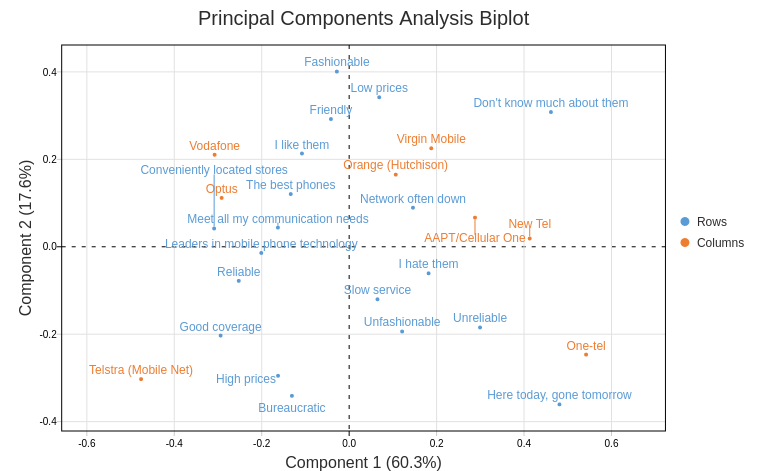 Principal Components Analysis Biplot
Fashionable
0.4
Low prices
Don't know much about them
Friendly
Virgin Mobile
I like them
Vodafone
0.2
Orange (Hutchison)
Conveniently located stores
The best phones
Optus
Network often down
Meet all my communication needs
New Tel
Rows
AAPT/Cellular One
Columns
Leaders in mobile phone technology
0.0
Component 2 (17.6%)
I hate them
Reliable
Slow service
Unreliable
Unfashionable
Good coverage
-0.2
One-tel
Telstra (Mobile Net)
High prices
Here today, gone tomorrow
Bureaucratic
-0.4
-0.6 -0.4 -0.2 0.0 0.2 0.4 0.6
Component 1 (60.3%)